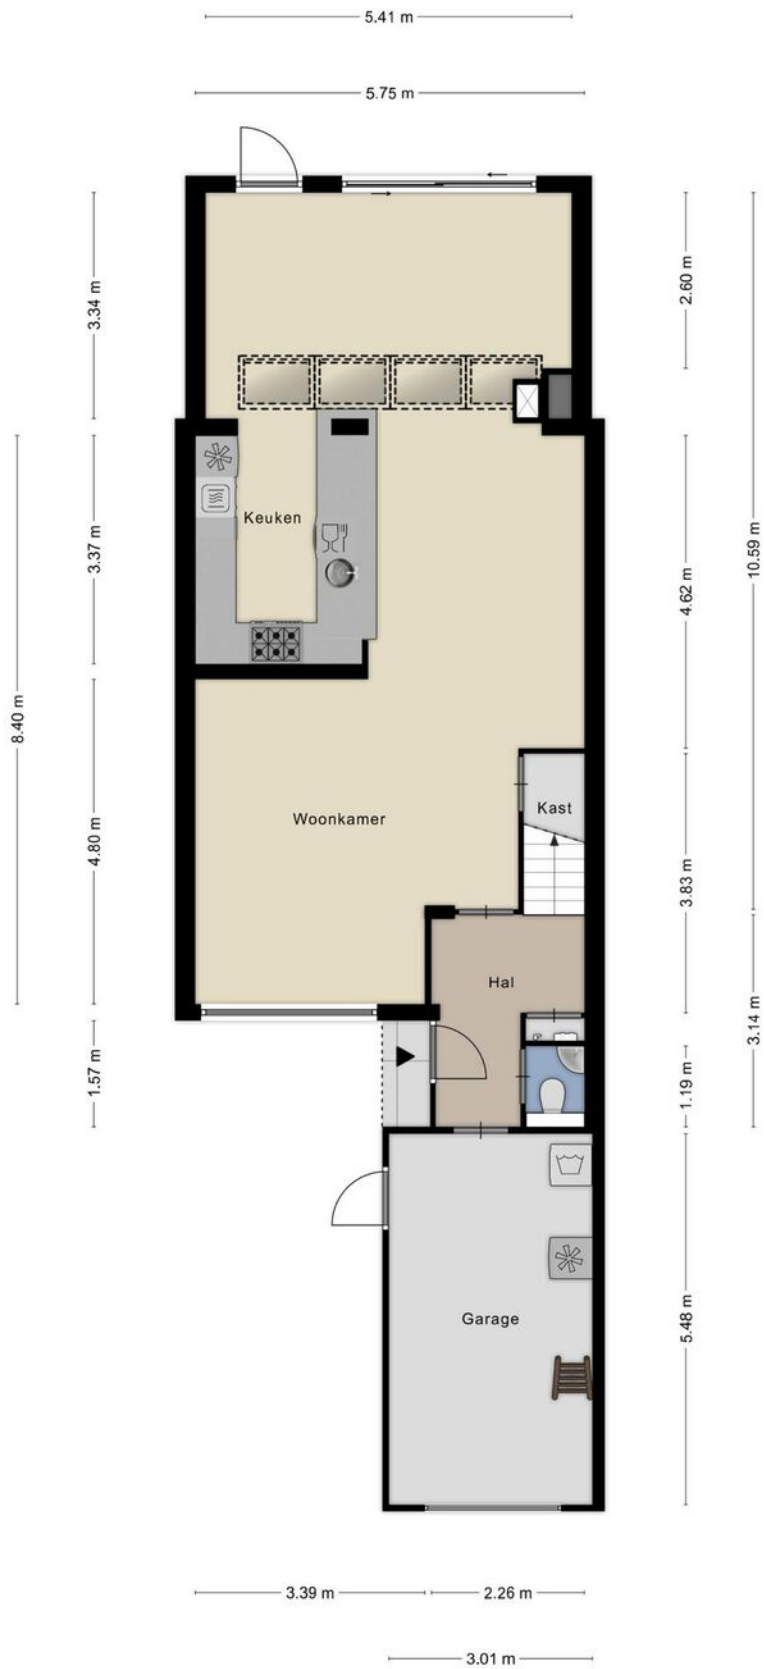 5.41 m
5.75 m
3.34 m
2.60 m
Keuken
3.37 m
10.59 m
4.62 m
8.40 m
Kast
Woonkamer
4.80 m
3.83 m
Hal
3.14 m
1.57 m
1.19 m
Garage
5.48 m
3.39 m
2.26 m
3.01 m